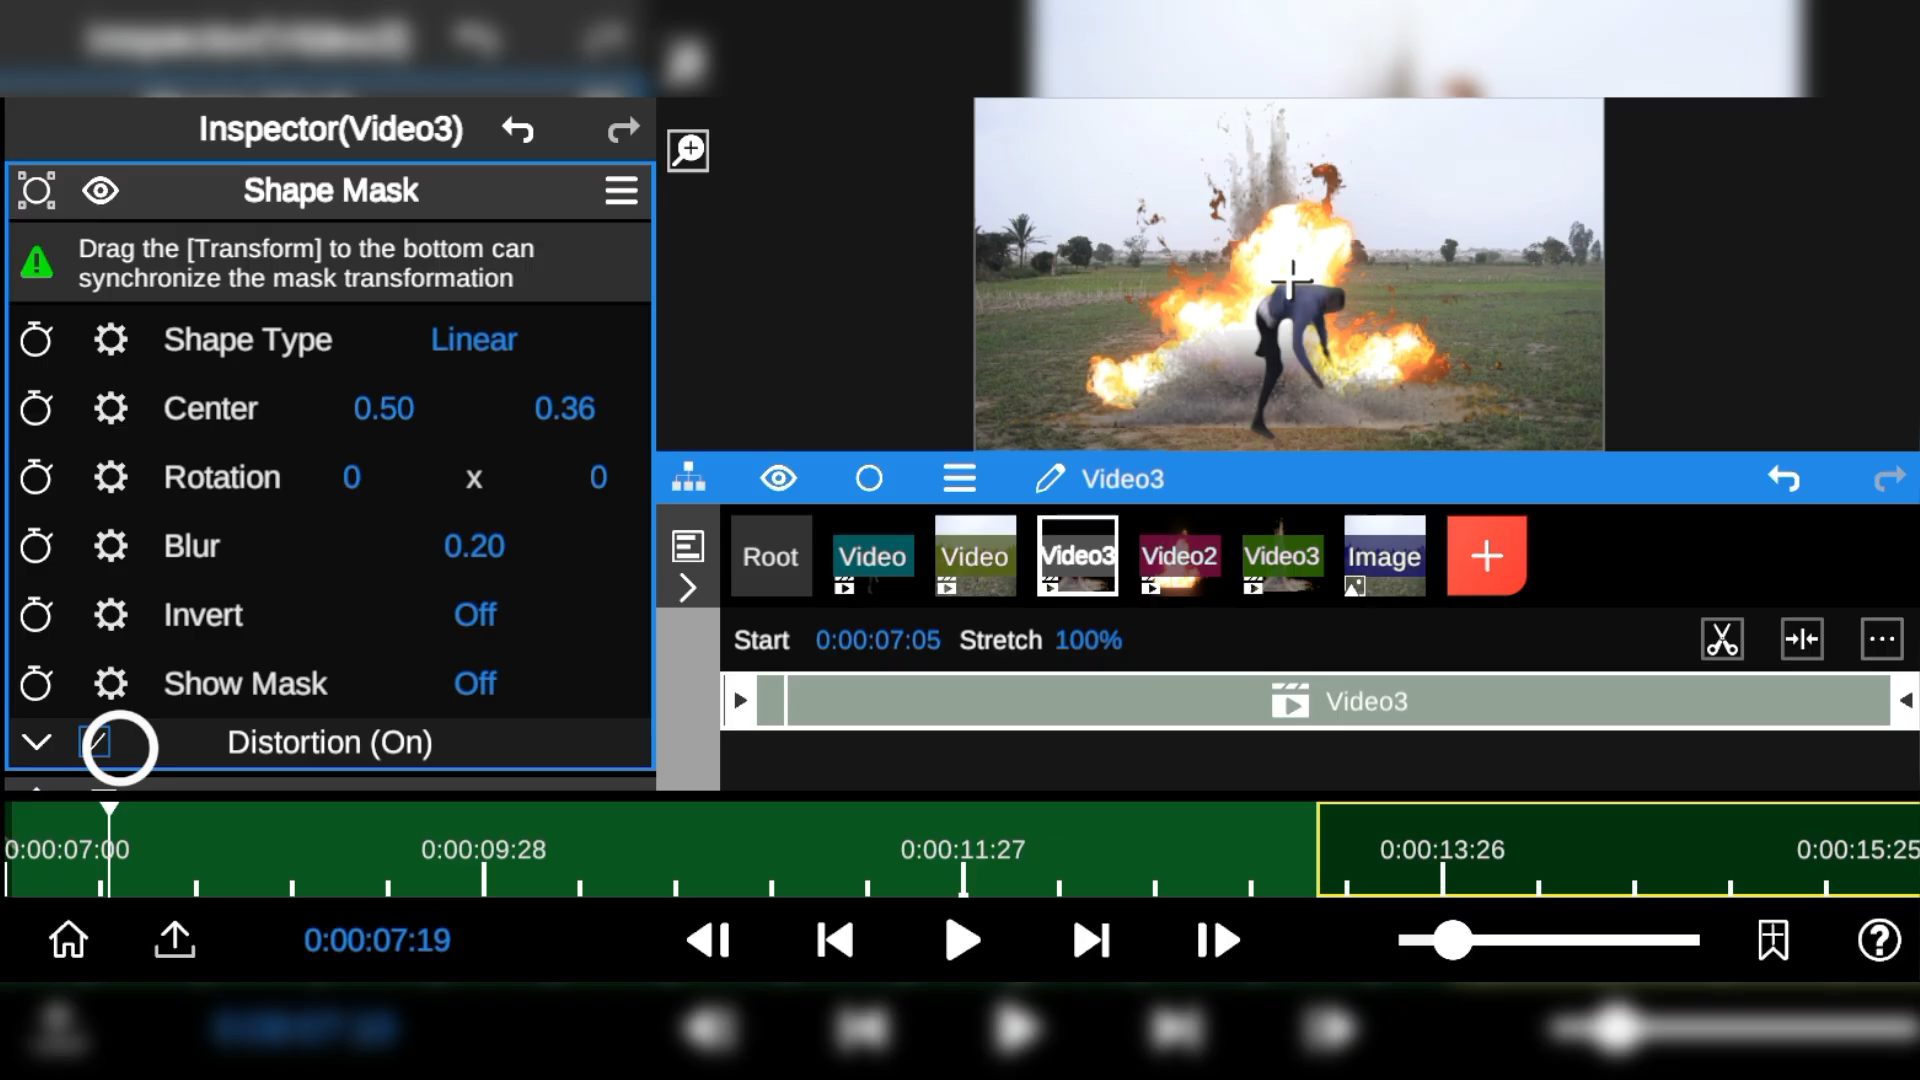 Inspector(Video3)
Shape Mask
Drag the [Transform] to the bottom can
synchronize the mask transformation
Shape Type Linear
Center 0.50 0.36
Rotation 0 x 0
Blur 0.20
Invert Off
Show Mask Off
Distortion (On)
Video3
Root Video Video Video3 Video2 Video3 Image
Start 0:00:07:05 Stretch 100%
Video3
0:00:07:00 0:00:09:28 0:00:11:27 0:00:13:26 0:00:15:25
0:00:07:19